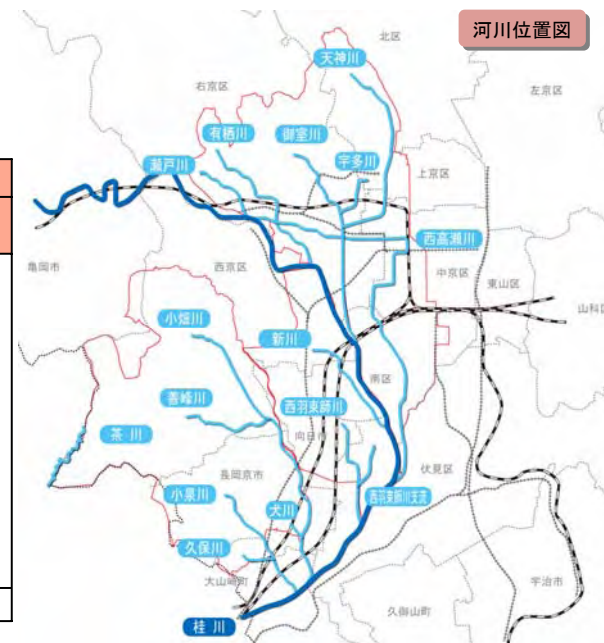 河川位置図
北区
天神川
左京区
右京区
有栖川
御室川
宇多川
瀬戸川
上京区
西高瀬川
亀岡市
西京区
中京区
東山区
山科区
小畑川
新川
南区
善峰川
西羽束師川
茶川
向日市
長岡京市
伏見区
小泉川
犬川
西羽束師川支流
久保川
大山崎町
宇治市
久御山町
桂川